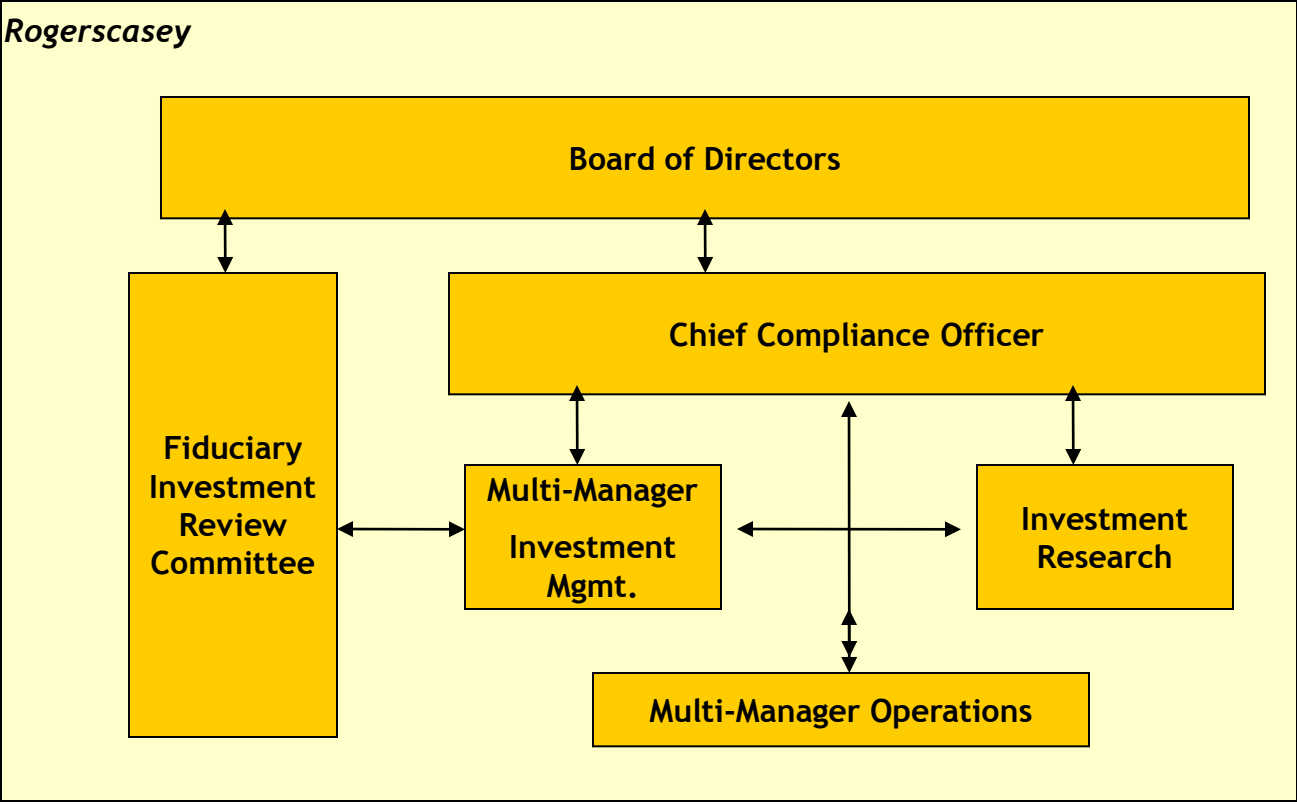 Rogerscasey
Board of Directors
Chief Compliance Officer
Fiduciary
Investment
Review
Committee
Multi-Manager
Investment
Mgmt.
Investment
Research
Multi-Manager Operations